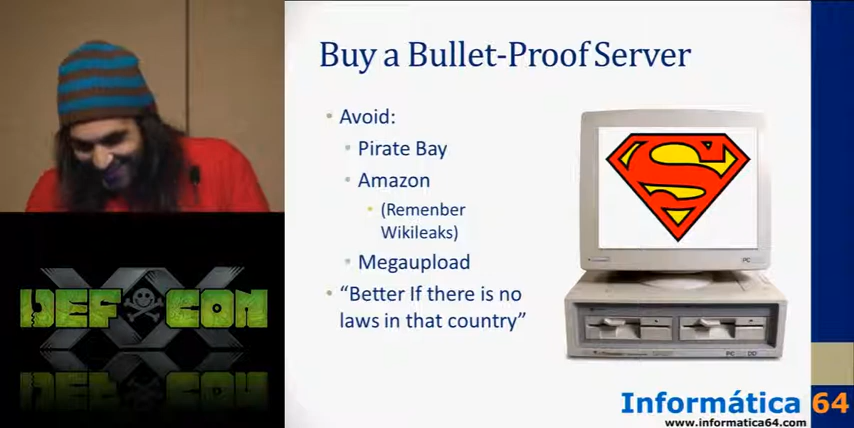 Buy a Bullet-Proof Server
• Avoid:
• Pirate Bay
• Amazon
• (Remenber
Wikileaks)
• Megaupload
• “Better If there is no
laws in that country”
DEF CON
XX
Informática 64
www.informatica64.com